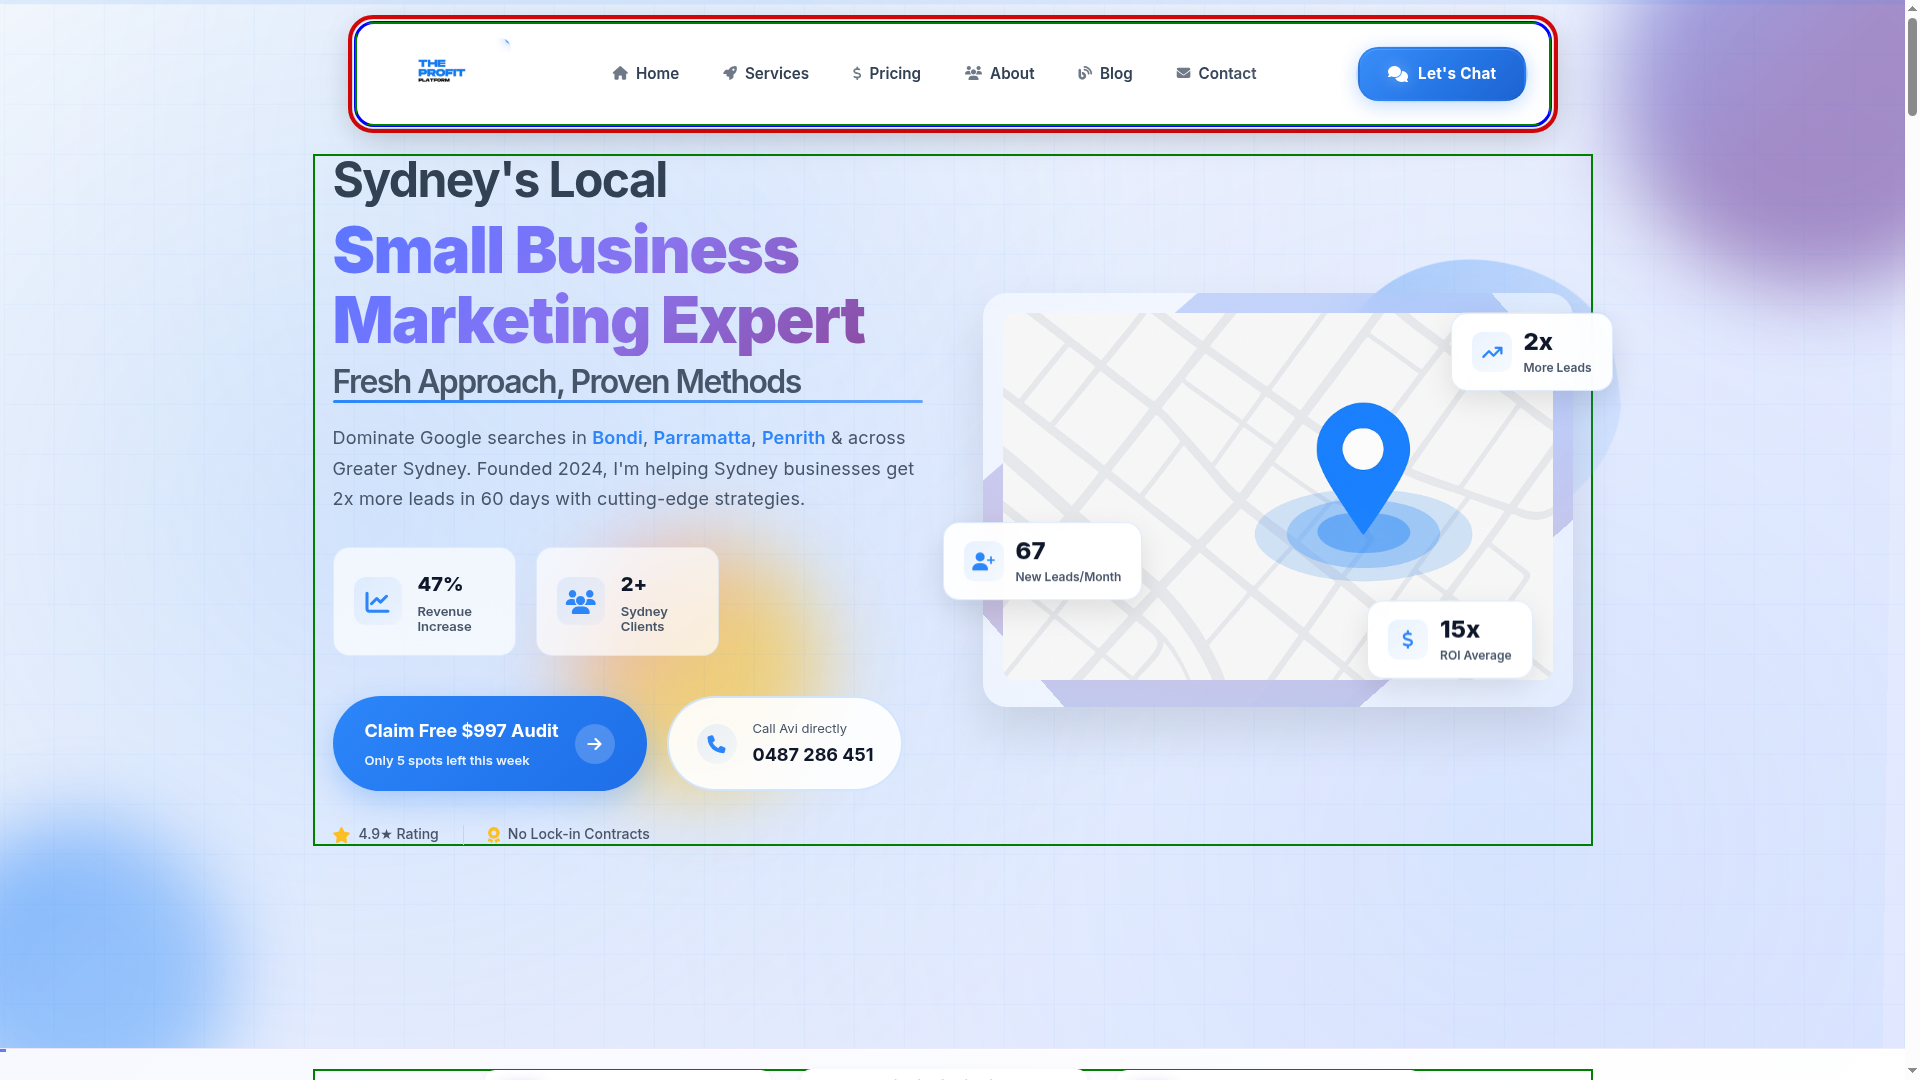 THE
PROFIT
PLATFORM
Home
Services
Pricing
About
Blog
Contact
Let's Chat
Sydney's Local
Small Business
Marketing Expert
Fresh Approach, Proven Methods
Dominate Google searches in Bondi, Parramatta, Penrith & across
Greater Sydney. Founded 2024, I'm helping Sydney businesses get
2x more leads in 60 days with cutting-edge strategies.
47%
Revenue
Increase
2+
Sydney
Clients
Claim Free $997 Audit
Only 5 spots left this week
Call Avi directly
0487 286 451
4.9★ Rating
No Lock-in Contracts
2x
More Leads
67
New Leads/Month
15x
ROI Average